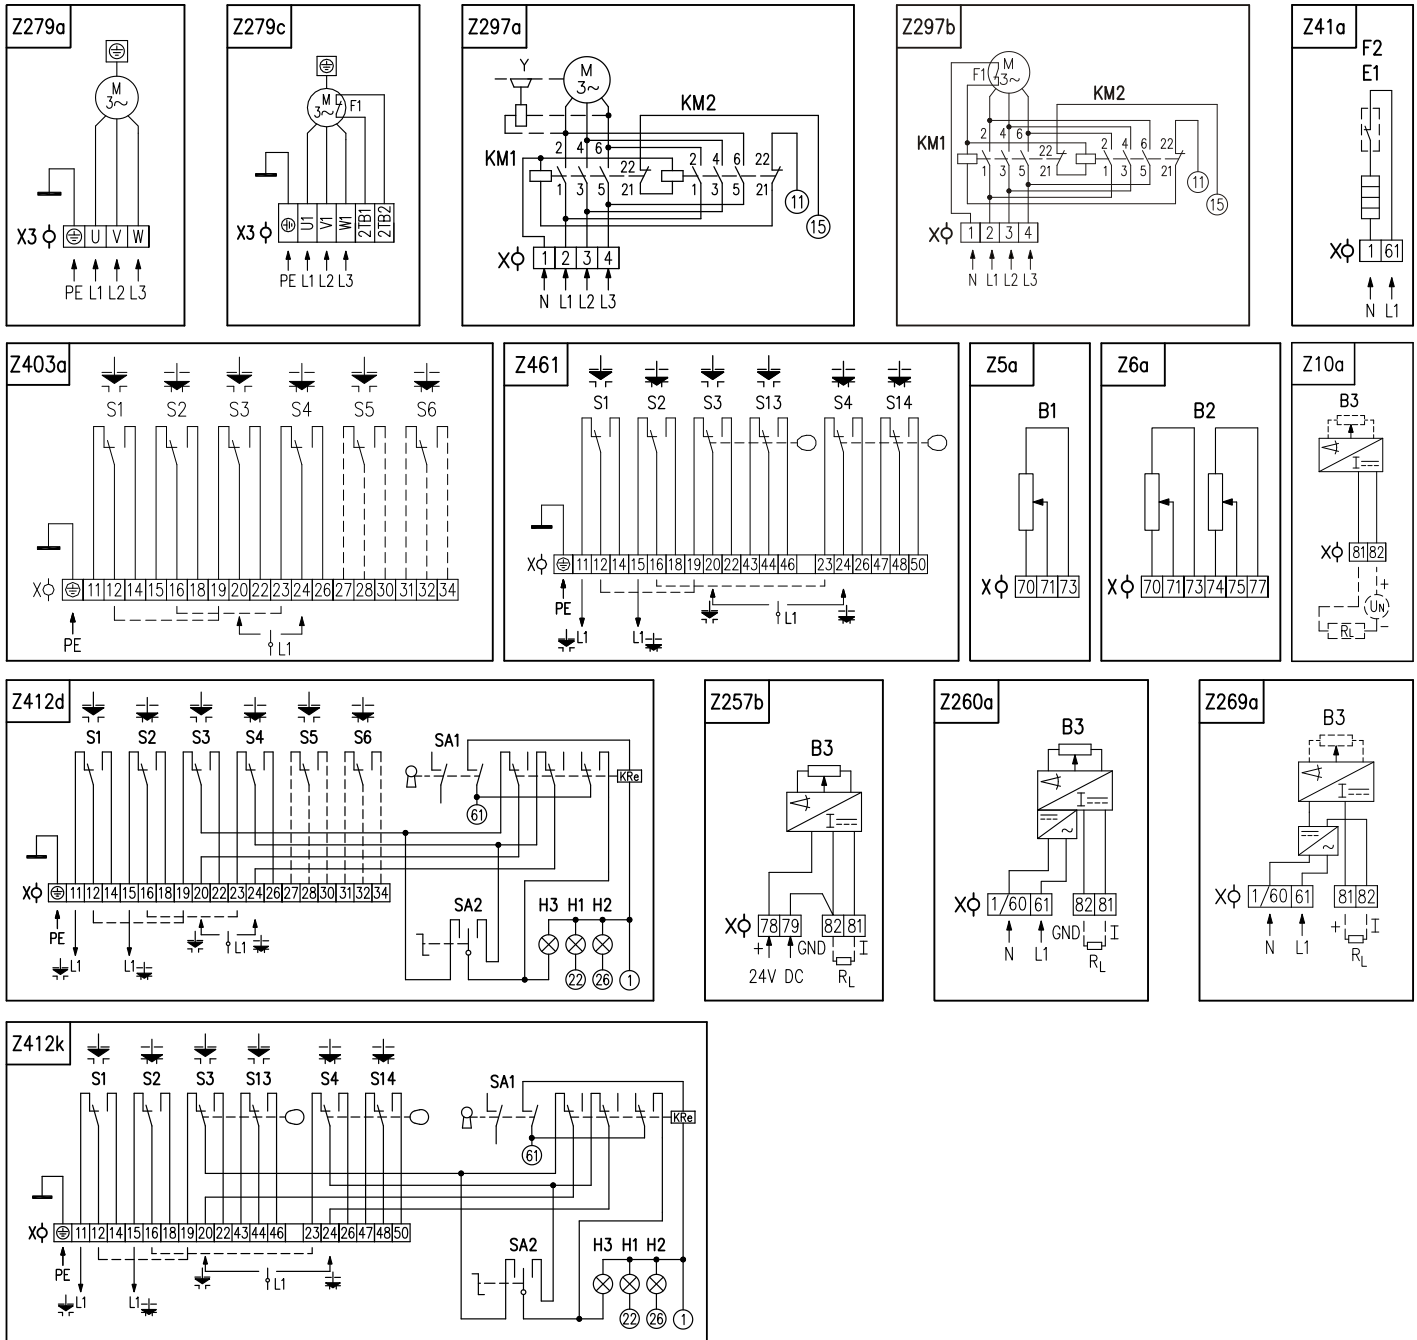 Z279a
M
3~
X3 U V W
PE L1 L2 L3
Z279c
M
3~ F1
X3 U1 V1 W1 2TB1 2TB2
PE L1 L2 L3
Z297a
Y M
3~
KM2
2 4 6 2 4 6 22
KM1 22
1 3 5 21 1 3 5 21
11
15
X 1 2 3 4
N L1 L2 L3
Z297b
M
F1 3~
KM2
2 4 6 2 4 6 22
KM1 22
1 3 5 21 1 3 5 21
11
15
X 1 2 3 4
N L1 L2 L3
Z41a
F2
E1
X 1 61
N L1
Z403a
S1 S2 S3 S4 S5 S6
X 11 12 14 15 16 18 19 20 22 23 24 26 27 28 30 31 32 34
PE L1
Z461
S1 S2 S3 S13 S4 S14
X 11 12 14 15 16 18 19 20 22 43 44 46 23 24 26 47 48 50
PE L1 L1 L1
Z5a
B1
X 70 71 73
Z6a
B2
X 70 71 73 74 75 77
Z10a
B3
I
X 81 82
+
UN
RL −
Z412d
S1 S2 S3 S4 S5 S6
SA1
KRe
61
X 11 12 14 15 16 18 19 20 22 23 24 26 27 28 30 31 32 34
PE L1 L1 L1
SA2 H3 H1 H2
22 26 1
Z257b
B3
I
X 78 79 82 81
+ GND I
24V DC RL
Z260a
B3
I
~
X 1/60 61 82 81
GND I
N L1 RL
Z269a
B3
I
~
X 1/60 61 81 82
+ I
N L1 RL
Z412k
S1 S2 S3 S13 S4 S14
SA1
KRe
61
X 11 12 14 15 16 18 19 20 22 43 44 46 23 24 26 47 48 50
PE L1 L1 L1
SA2 H3 H1 H2
22 26 1